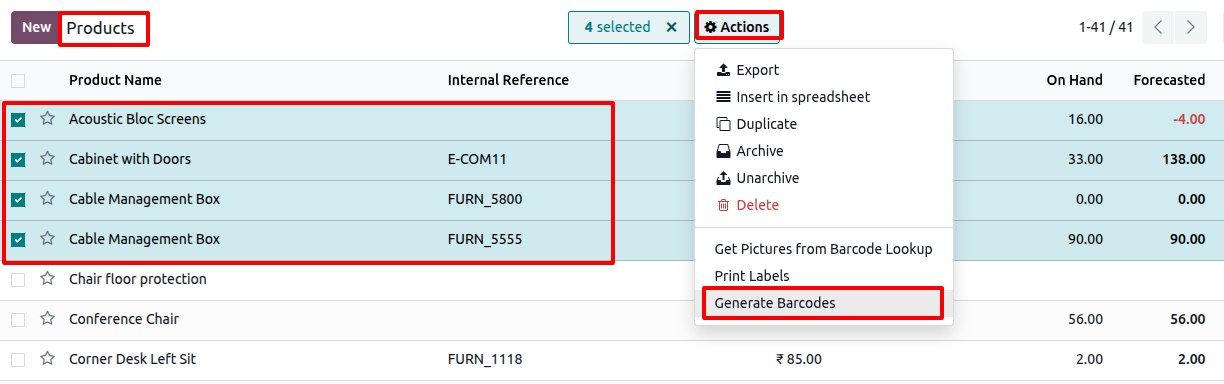 New Products 4 selected ✕ Actions 1-41 / 41
Product Name Internal Reference On Hand Forecasted
Export
Insert in spreadsheet
Duplicate
Archive
Unarchive
Delete
Get Pictures from Barcode Lookup
Print Labels
Generate Barcodes
Acoustic Bloc Screens 16.00 -4.00
Cabinet with Doors E-COM11 33.00 138.00
Cable Management Box FURN_5800 0.00 0.00
Cable Management Box FURN_5555 90.00 90.00
Chair floor protection
Conference Chair 56.00 56.00
Corner Desk Left Sit FURN_1118 ₹ 85.00 2.00 2.00